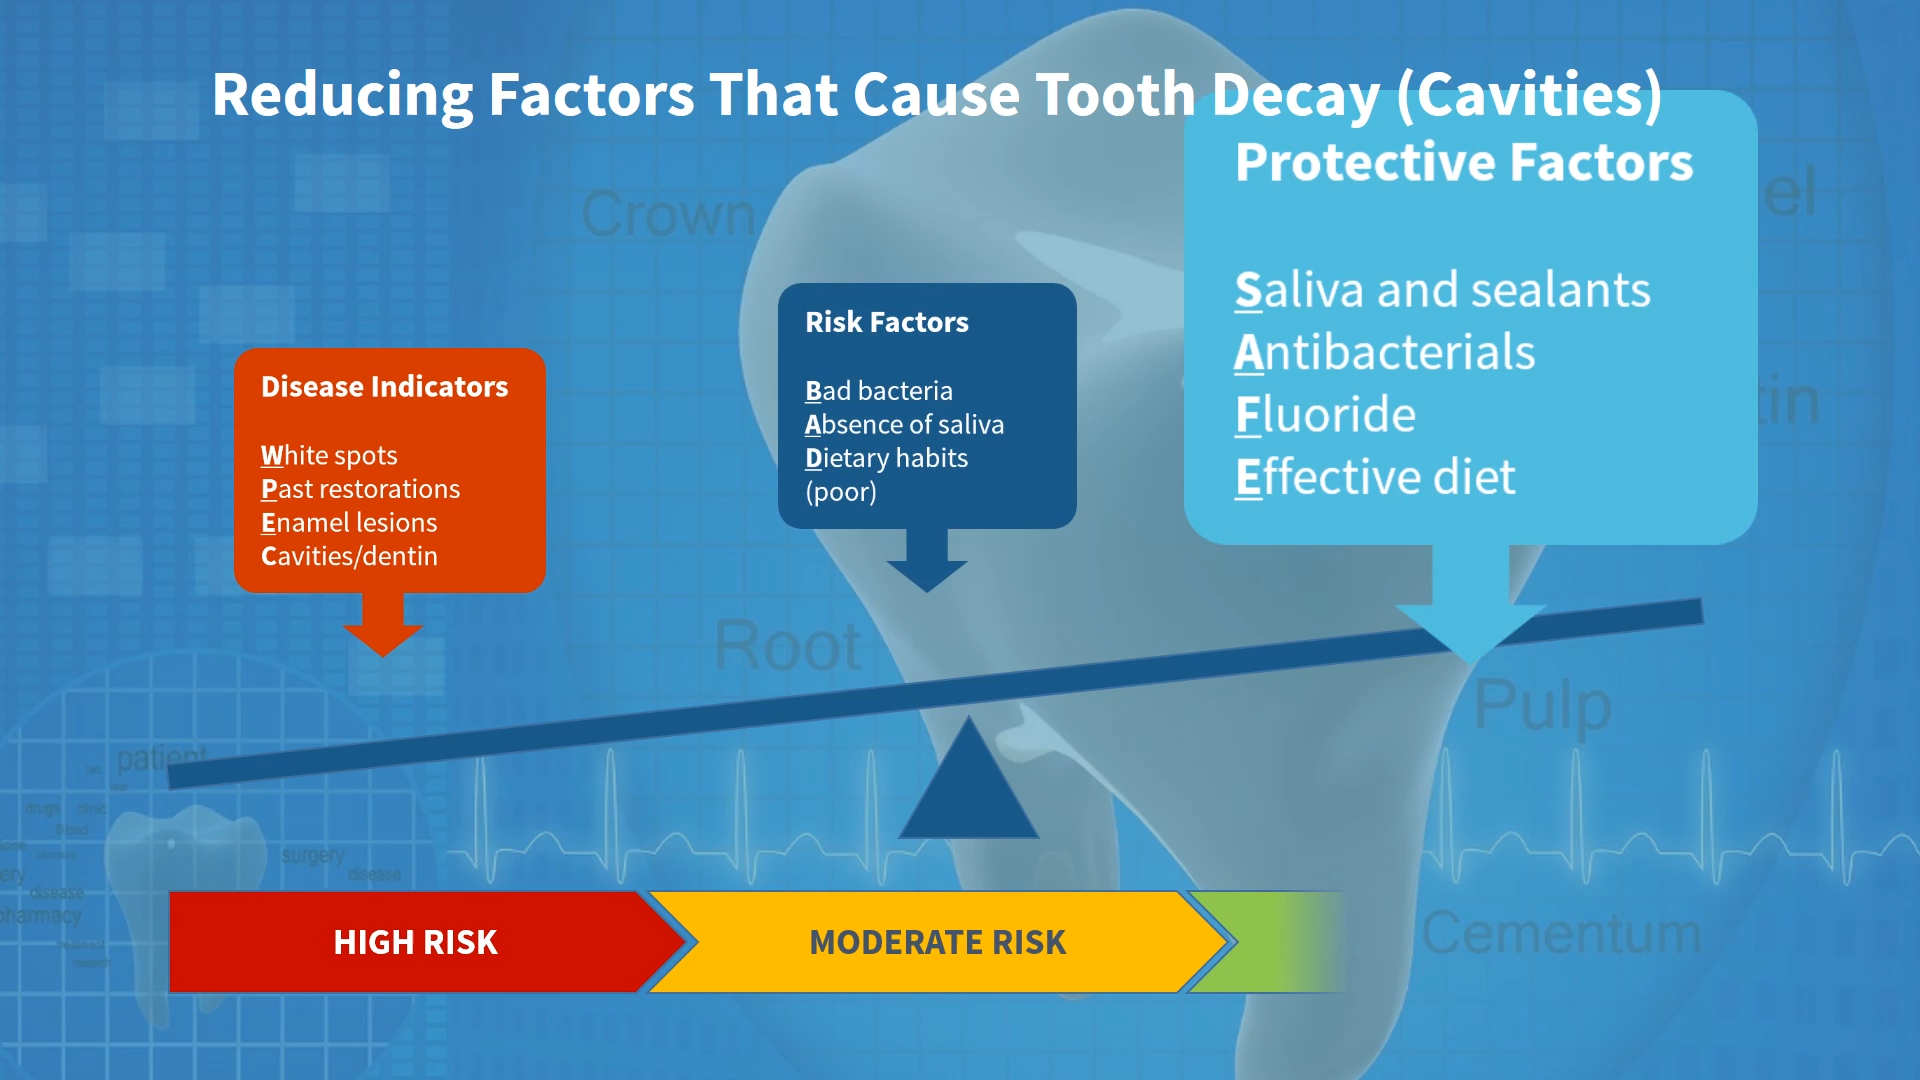 Reducing Factors That Cause Tooth Decay (Cavities)
Protective Factors
Saliva and sealants
Antibacterials
Fluoride
Effective diet
Risk Factors
Bad bacteria
Absence of saliva
Dietary habits
(poor)
Disease Indicators
White spots
Past restorations
Enamel lesions
Cavities/dentin
Crown
Root
Pulp
Cementum
patient
drugs clinic
Blood
surgery
disease
disease
pharmacy
HIGH RISK
MODERATE RISK